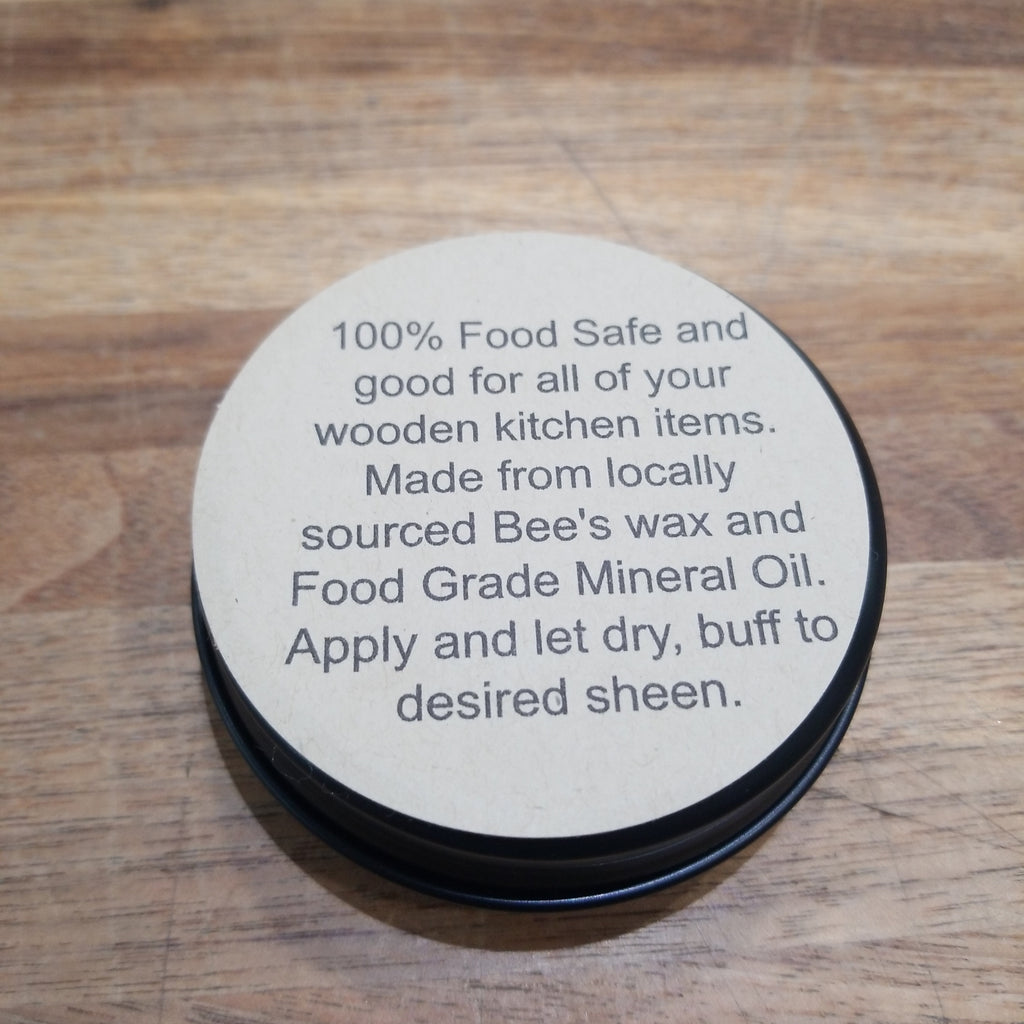 100% Food Safe and
good for all of your
wooden kitchen items.
Made from locally
sourced Bee's wax and
Food Grade Mineral Oil.
Apply and let dry, buff to
desired sheen.